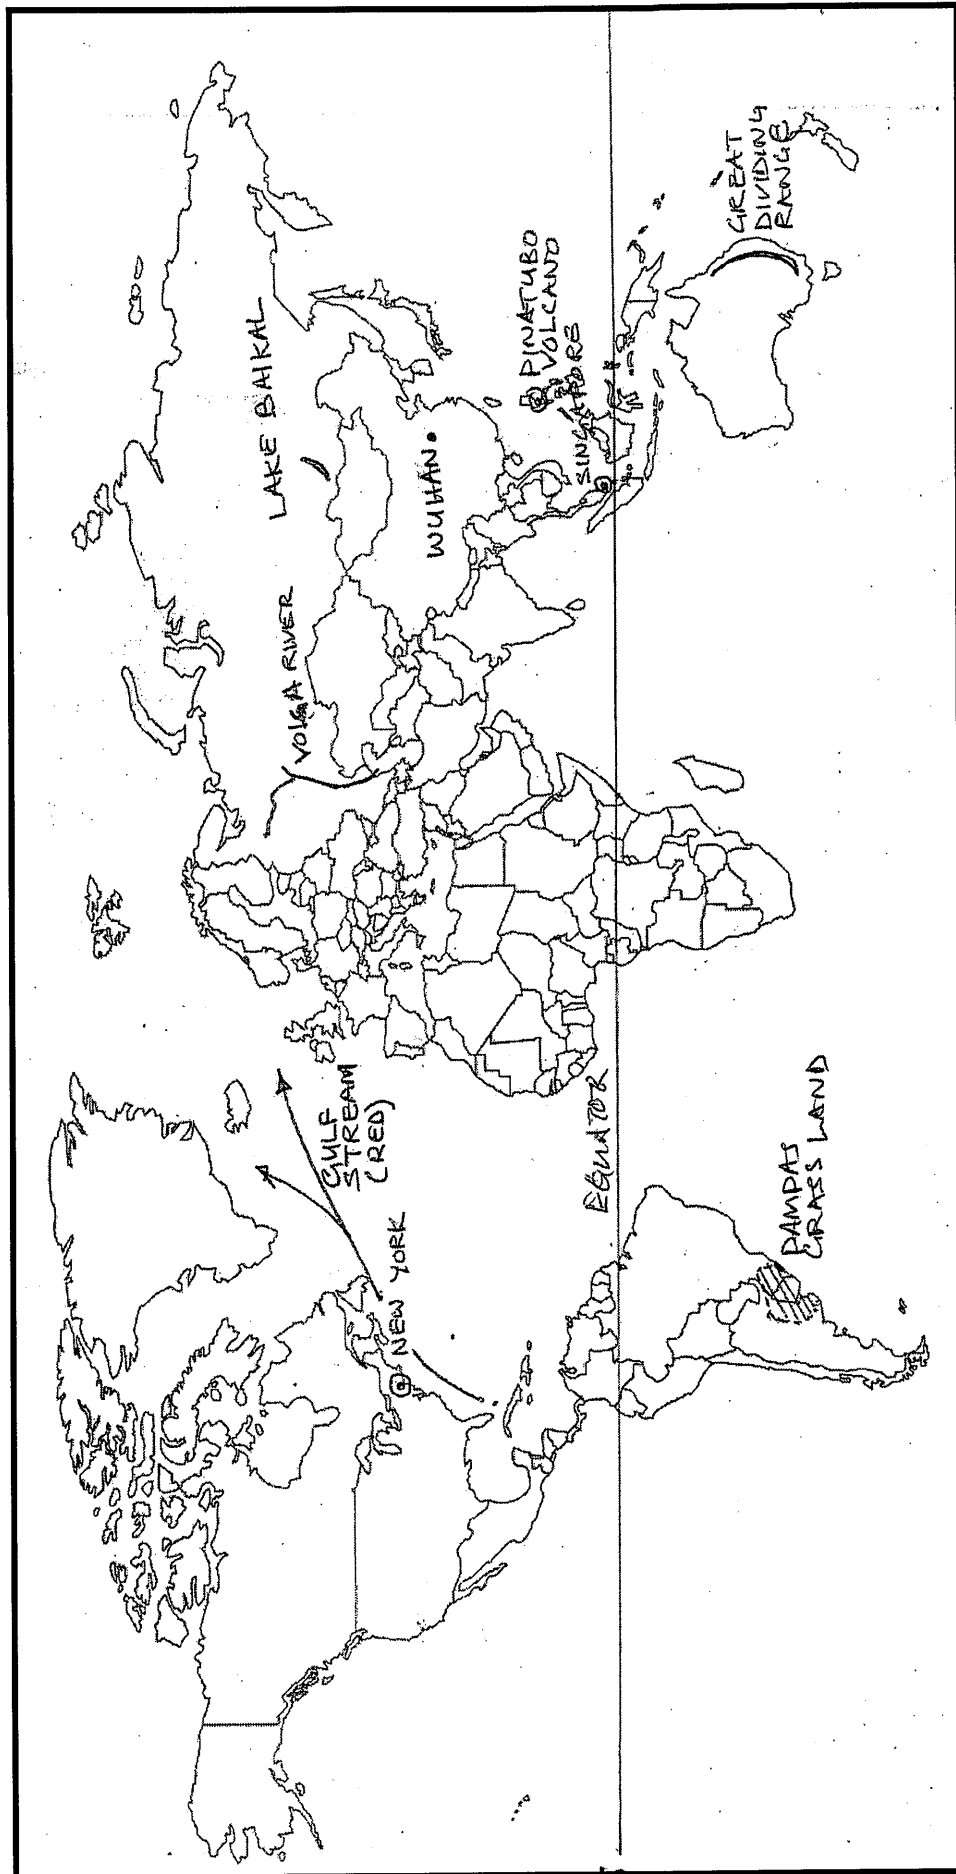 LAKE BAIKAL
VOLGA RIVER
WUHAN
PINATUBO
VOLCANO
SINGAPORE
GREAT
DIVIDING
RANGE
GULF
STREAM
(RED)
NEW YORK
EQUATOR
PAMPAS
GRASS LAND